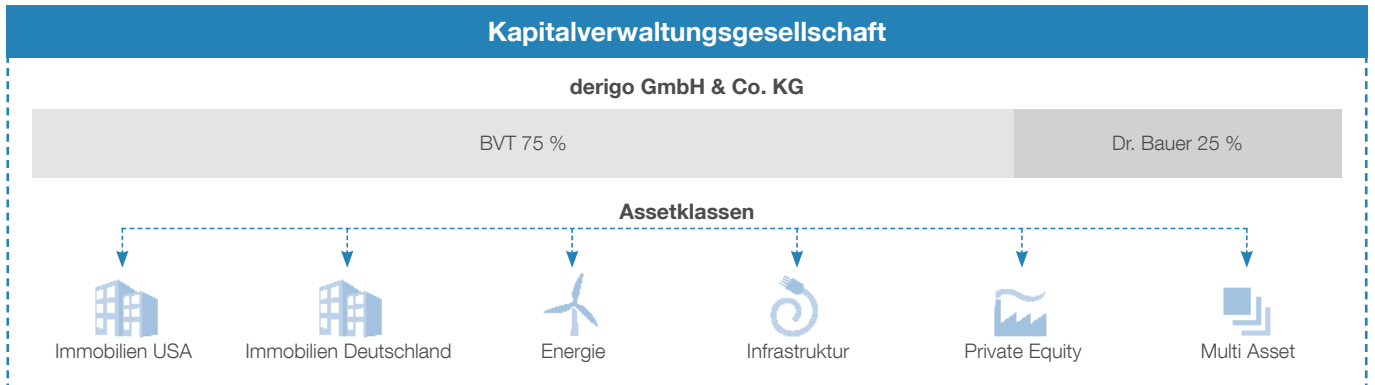 Kapitalverwaltungsgesellschaft
derigo GmbH & Co. KG
BVT 75 %
Dr. Bauer 25 %
Assetklassen
Immobilien USA
Immobilien Deutschland
Energie
Infrastruktur
Private Equity
Multi Asset